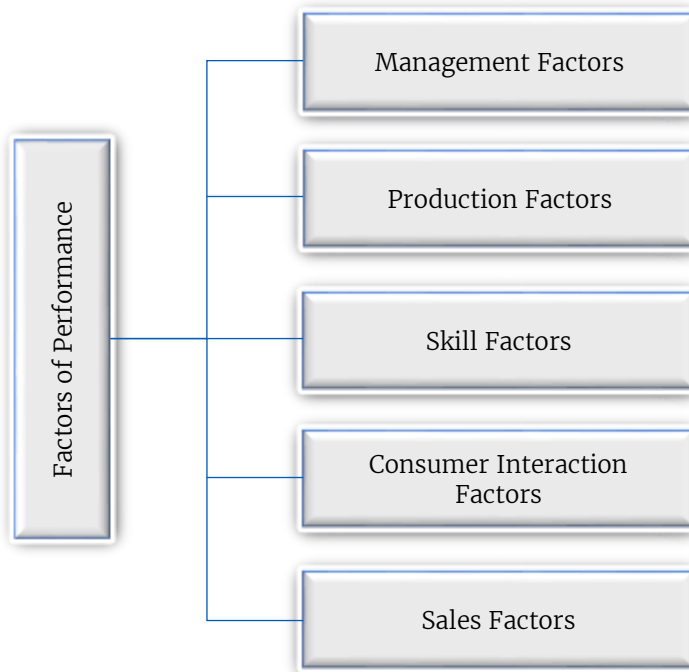 Factors of Performance
Management Factors
Production Factors
Skill Factors
Consumer Interaction
Factors
Sales Factors